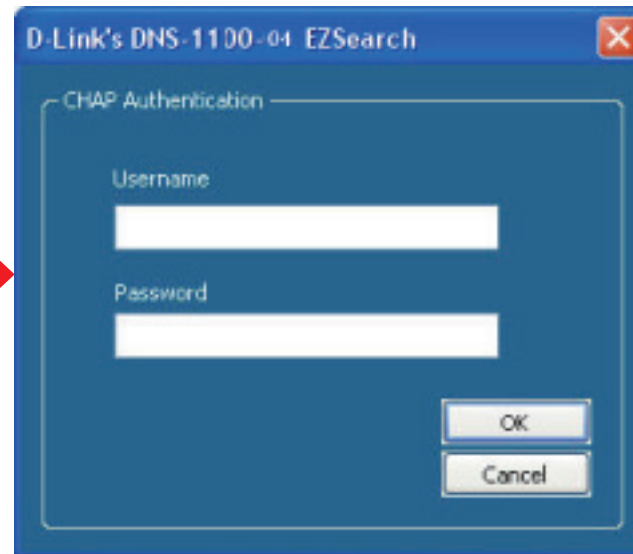 D-Link's DNS-1100-04 EZSearch
CHAP Authentication
Username
Password
OK
Cancel